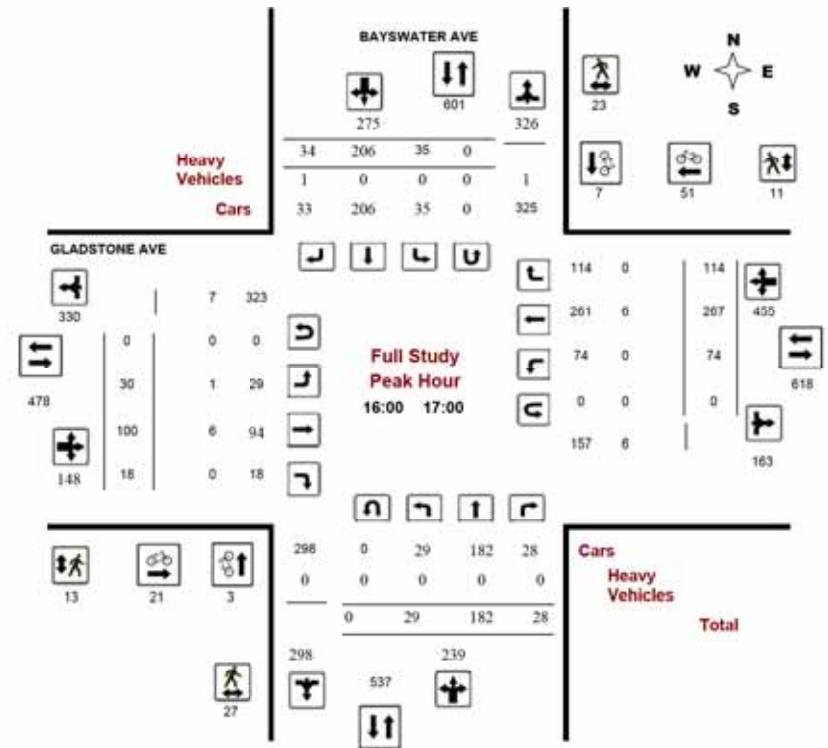 BAYSWATER AVE
N
W E
S
601
23
275 326
34 206 35 0
Heavy
Vehicles
1 0 0 0 1
Cars
33 206 35 0 325
7 51 11
GLADSTONE AVE
330
7 323
0 0 0
478
30 1 29
100 6 94
148
18 0 18
Full Study
Peak Hour
16:00 17:00
114 0 114
455
261 6 267
74 0 74
618
0 0 0
157 6
163
298 0 29 182 28
0 0 0 0 0
0 29 182 28
298 239
537
13 21 3
27
Cars
Heavy
Vehicles
Total